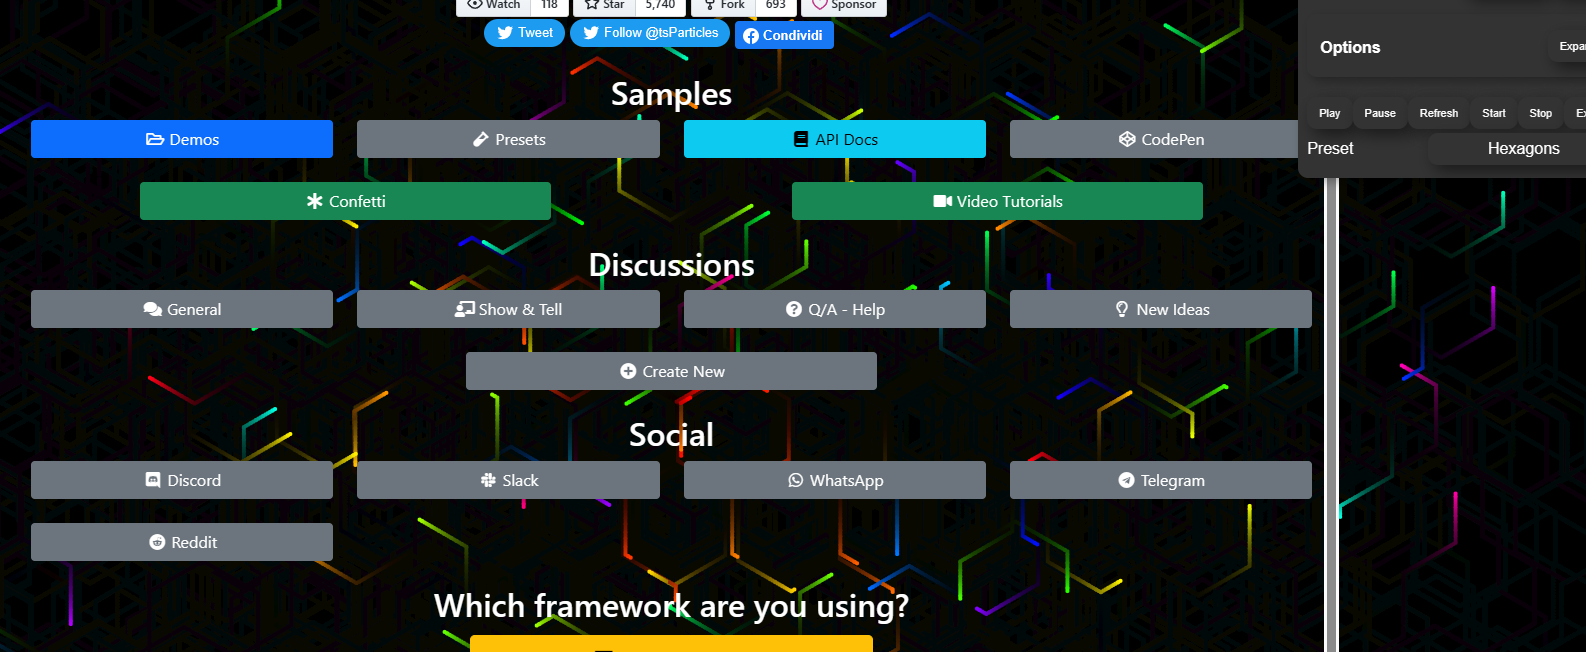 Watch 118 Star 5,740 Fork 693 Sponsor
Tweet Follow @tsParticles Condividi
Options
Samples
Play Pause Refresh Start Stop
Demos Presets API Docs CodePen
Preset Hexagons
Confetti Video Tutorials
Discussions
General Show & Tell Q/A - Help New Ideas
Create New
Social
Discord Slack WhatsApp Telegram
Reddit
Which framework are you using?